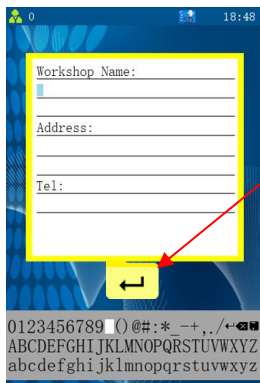 0 18:48
Workshop Name:
Address:
Tel:
0123456789 ()@#:*_-+,./
ABCDEFGHIJKLMNOPQRSTUVWXYZ
abcdefghijklmnopqrstuvwxyz